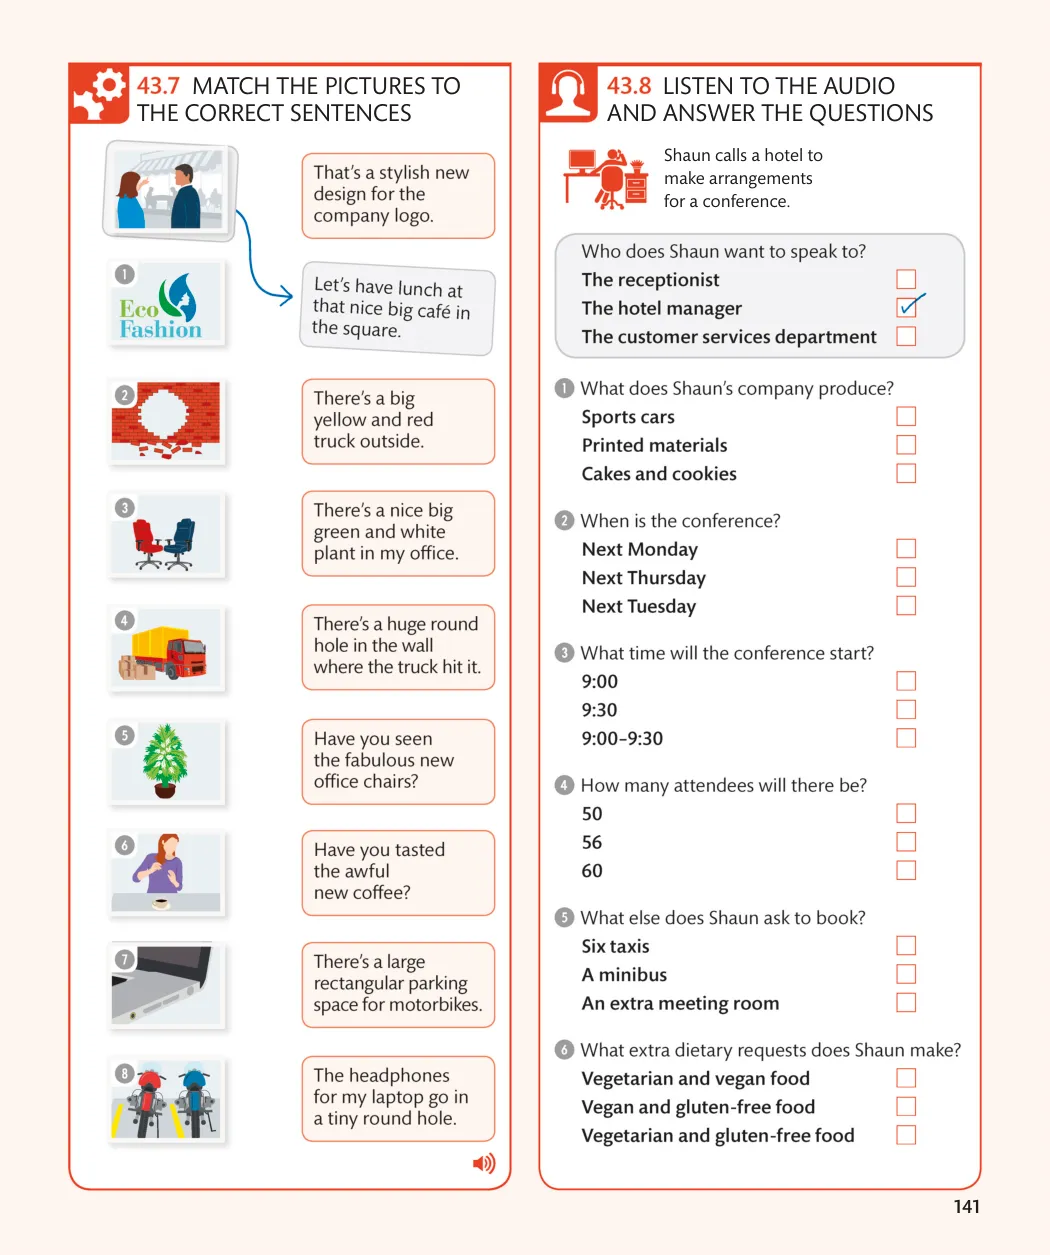 43.7 MATCH THE PICTURES TO
THE CORRECT SENTENCES
That's a stylish new
design for the
company logo.
1
Eco
Fashion
Let's have lunch at
that nice big café in
the square.
2
There's a big
yellow and red
truck outside.
3
There's a nice big
green and white
plant in my office.
4
There's a huge round
hole in the wall
where the truck hit it.
5
Have you seen
the fabulous new
office chairs?
6
Have you tasted
the awful
new coffee?
7
There's a large
rectangular parking
space for motorbikes.
8
The headphones
for my laptop go in
a tiny round hole.
43.8 LISTEN TO THE AUDIO
AND ANSWER THE QUESTIONS
Shaun calls a hotel to
make arrangements
for a conference.
Who does Shaun want to speak to?
The receptionist
The hotel manager
The customer services department
1 What does Shaun's company produce?
Sports cars
Printed materials
Cakes and cookies
2 When is the conference?
Next Monday
Next Thursday
Next Tuesday
3 What time will the conference start?
9:00
9:30
9:00–9:30
4 How many attendees will there be?
50
56
60
5 What else does Shaun ask to book?
Six taxis
A minibus
An extra meeting room
6 What extra dietary requests does Shaun make?
Vegetarian and vegan food
Vegan and gluten-free food
Vegetarian and gluten-free food
141